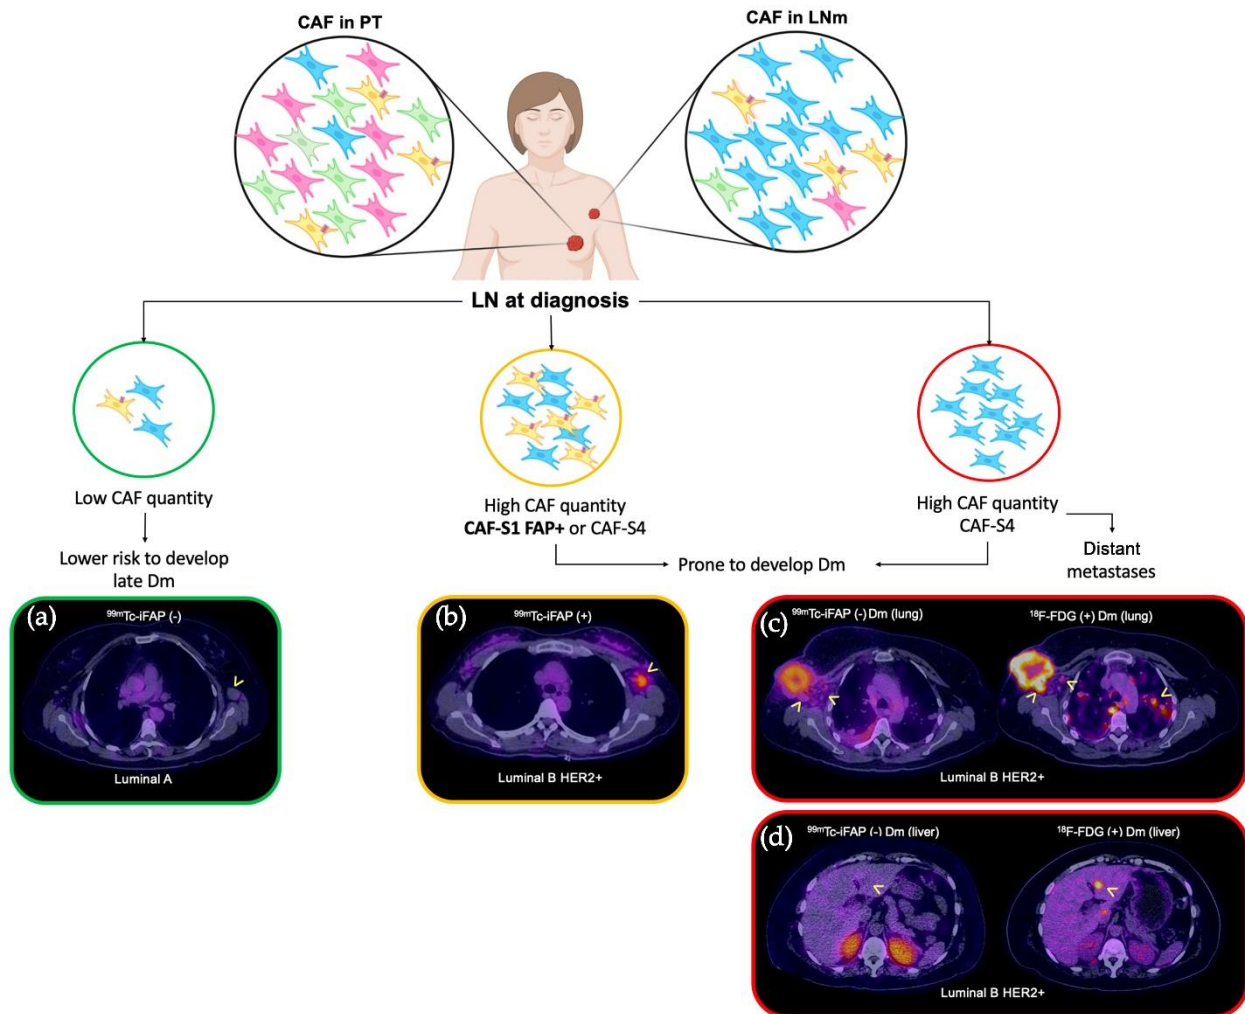 CAF in PT
CAF in LNm
LN at diagnosis
Low CAF quantity
Lower risk to develop
late Dm
High CAF quantity
CAF-S1 FAP+ or CAF-S4
High CAF quantity
CAF-S4
Prone to develop Dm
Distant
metastases
(a)
99mTc-iFAP (-)
Luminal A
(b)
99mTc-iFAP (+)
Luminal B HER2+
(c)
99mTc-iFAP (-) Dm (lung)
18F-FDG (+) Dm (lung)
Luminal B HER2+
(d)
99mTc-iFAP (-) Dm (liver)
18F-FDG (+) Dm (liver)
Luminal B HER2+